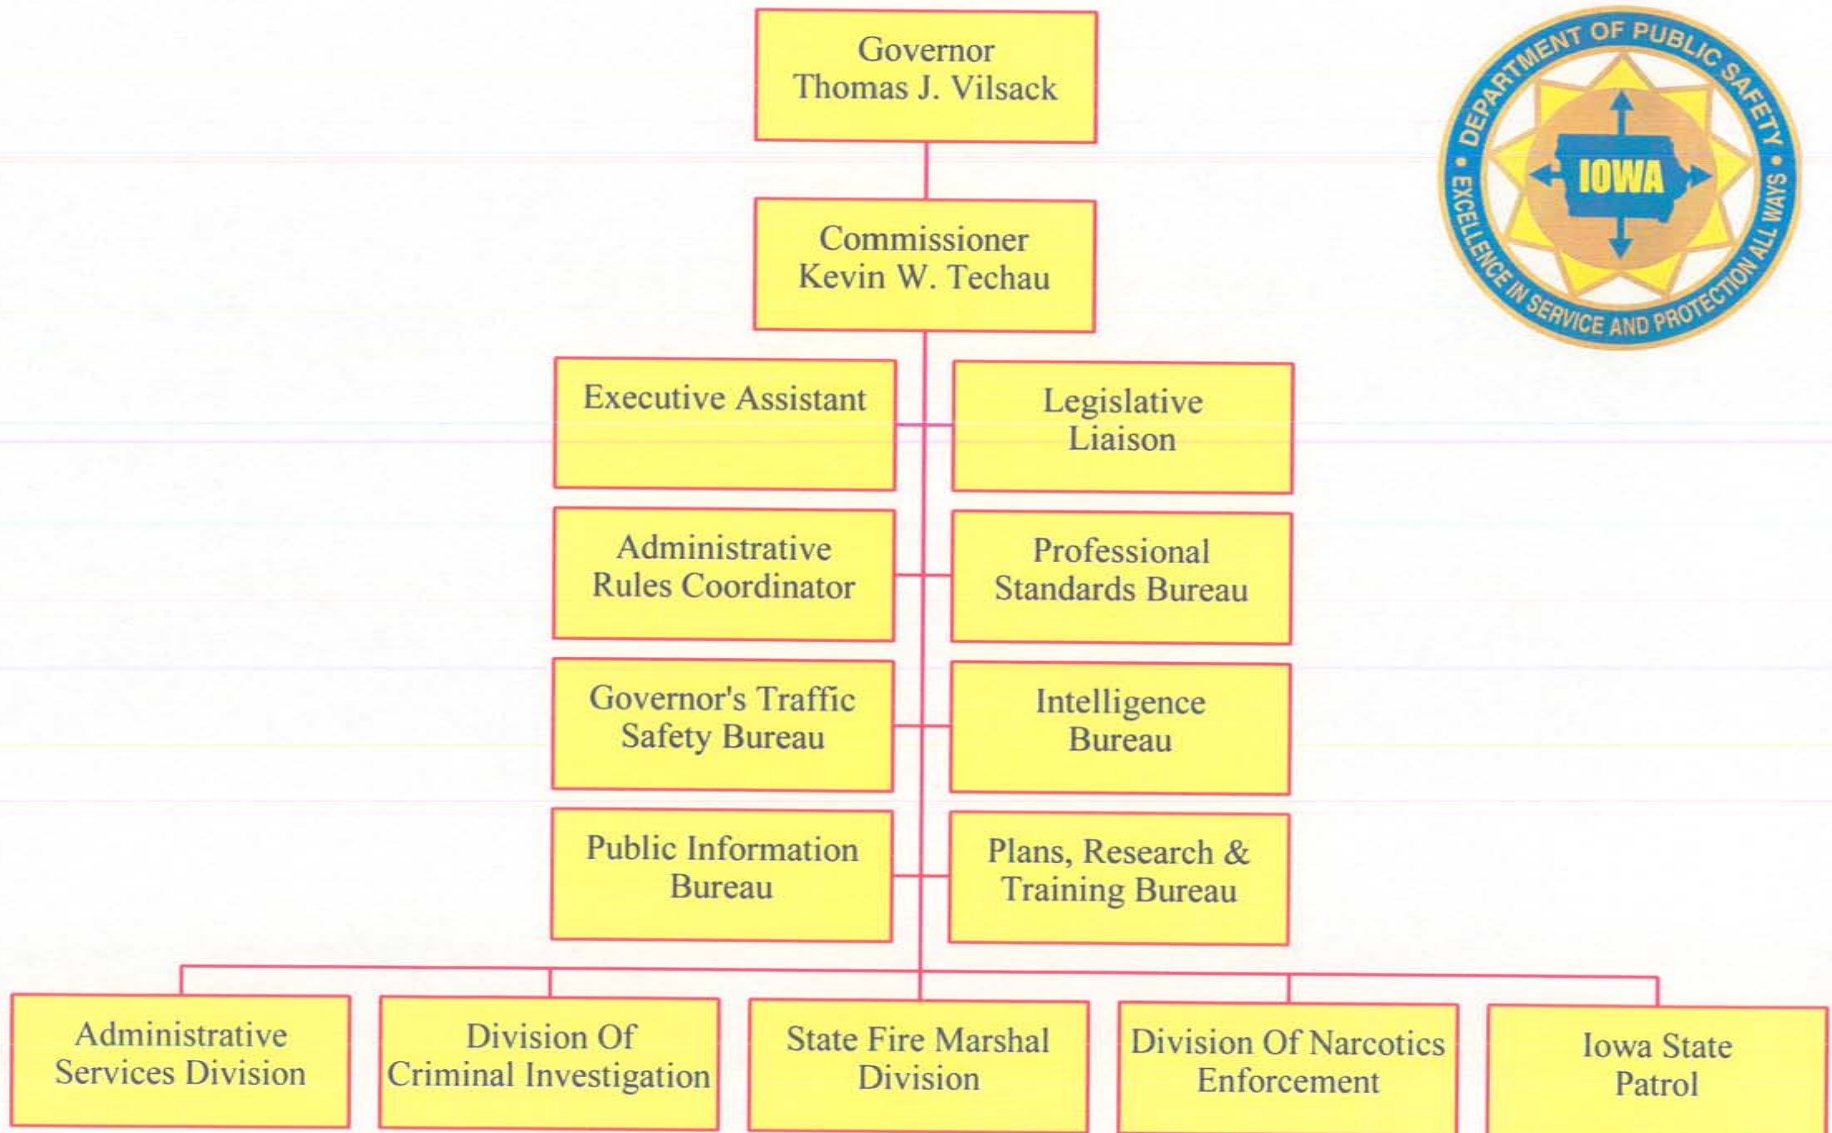 Governor
Thomas J. Vilsack
DEPARTMENT OF PUBLIC SAFETY
EXCELLENCE IN SERVICE AND PROTECTION ALL WAYS
IOWA
Commissioner
Kevin W. Techau
Executive Assistant
Legislative
Liaison
Administrative
Rules Coordinator
Professional
Standards Bureau
Governor's Traffic
Safety Bureau
Intelligence
Bureau
Public Information
Bureau
Plans, Research &
Training Bureau
Administrative
Services Division
Division Of
Criminal Investigation
State Fire Marshal
Division
Division Of Narcotics
Enforcement
Iowa State
Patrol